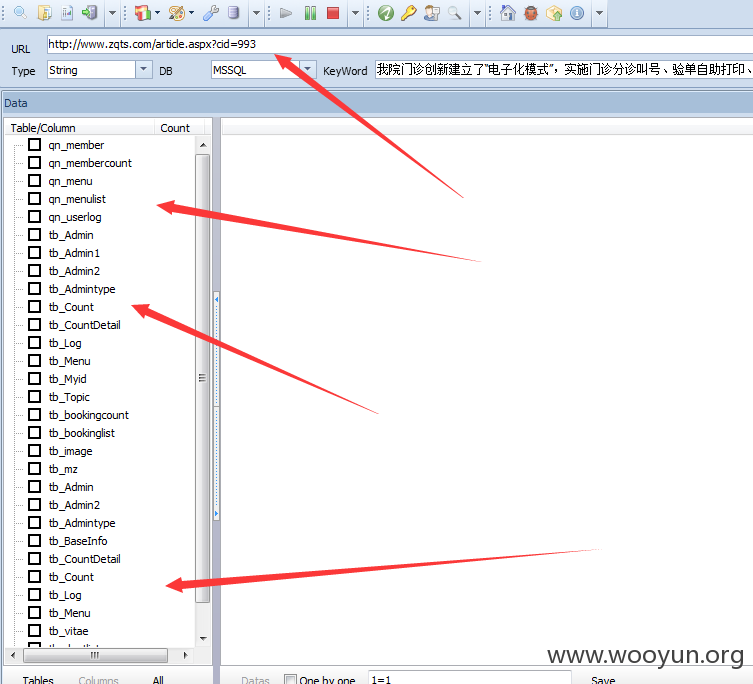 URL http://www.zqts.com/article.aspx?cid=993
Type String DB MSSQL KeyWord 我院门诊创新建立了"电子化模式"，实施门诊分诊叫号、验单自助打印、
Data
Table/Column Count
qn_member
qn_membercount
qn_menu
qn_menulist
qn_userlog
tb_Admin
tb_Admin1
tb_Admin2
tb_Admintype
tb_Count
tb_CountDetail
tb_Log
tb_Menu
tb_Myid
tb_Topic
tb_bookingcount
tb_bookinglist
tb_image
tb_mz
tb_Admin
tb_Admin2
tb_Admintype
tb_BaseInfo
tb_CountDetail
tb_Count
tb_Log
tb_Menu
tb_vitae
www.wooyun.org
Tables Columns All Datas One by one 1=1 Save